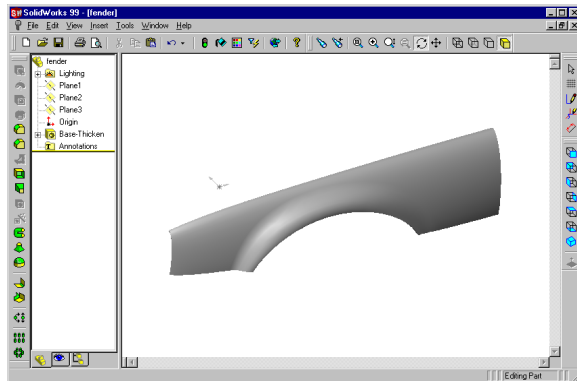 SolidWorks 99 - [fender]
File Edit View Insert Tools Window Help
fender
Lighting
Plane1
Plane2
Plane3
Origin
Base-Thicken
Annotations
Editing Part